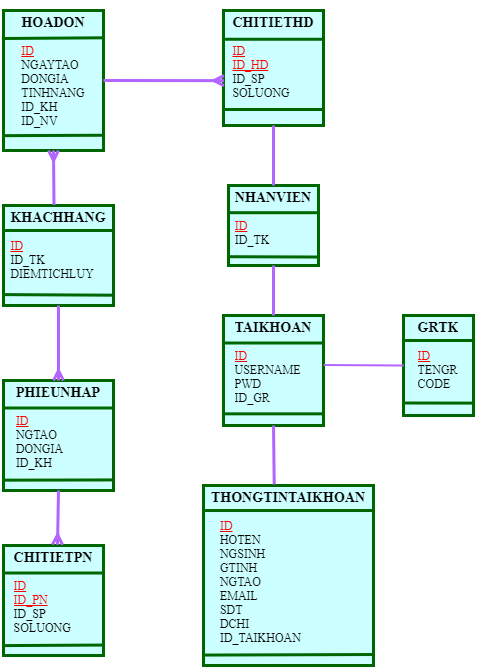 HOADON
ID
NGAYTAO
DONGIA
TINHNANG
ID_KH
ID_NV
CHITIETHD
ID
ID_HD
ID_SP
SOLUONG
KHACHHANG
ID
ID_TK
DIEMTICHLUY
NHANVIEN
ID
ID_TK
TAIKHOAN
ID
USERNAME
PWD
ID_GR
GRTK
ID
TENGR
CODE
PHIEUNHAP
ID
NGTAO
DONGIA
ID_KH
THONGTINTAIKHOAN
ID
HOTEN
NGSINH
GTINH
NGTAO
EMAIL
SDT
DCHI
ID_TAIKHOAN
CHITIETPN
ID
ID_PN
ID_SP
SOLUONG